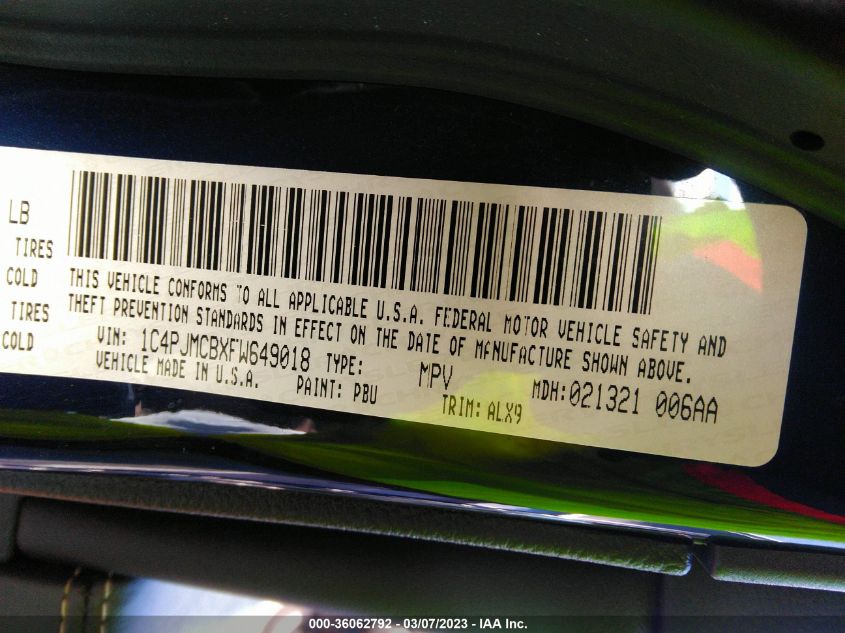 LB
TIRES
COLD
TIRES
COLD
THIS VEHICLE CONFORMS TO ALL APPLICABLE U.S.A. FEDERAL MOTOR VEHICLE SAFETY AND
THEFT PREVENTION STANDARDS IN EFFECT ON THE DATE OF MANUFACTURE SHOWN ABOVE.
VIN: 1C4PJMCBXFW649018 TYPE: MPV MDH:021321 006AA
VEHICLE MADE IN U.S.A. PAINT: PBU TRIM: ALX9
000-36062792 - 03/07/2023 - IAA Inc.